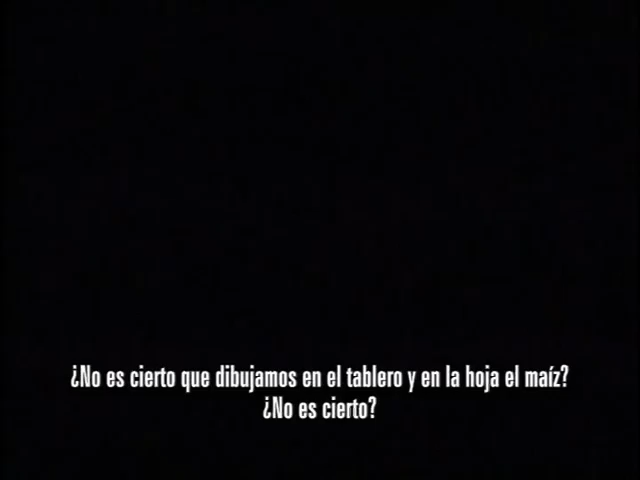 ¿No es cierto que dibujamos en el tablero y en la hoja el maíz?
¿No es cierto?